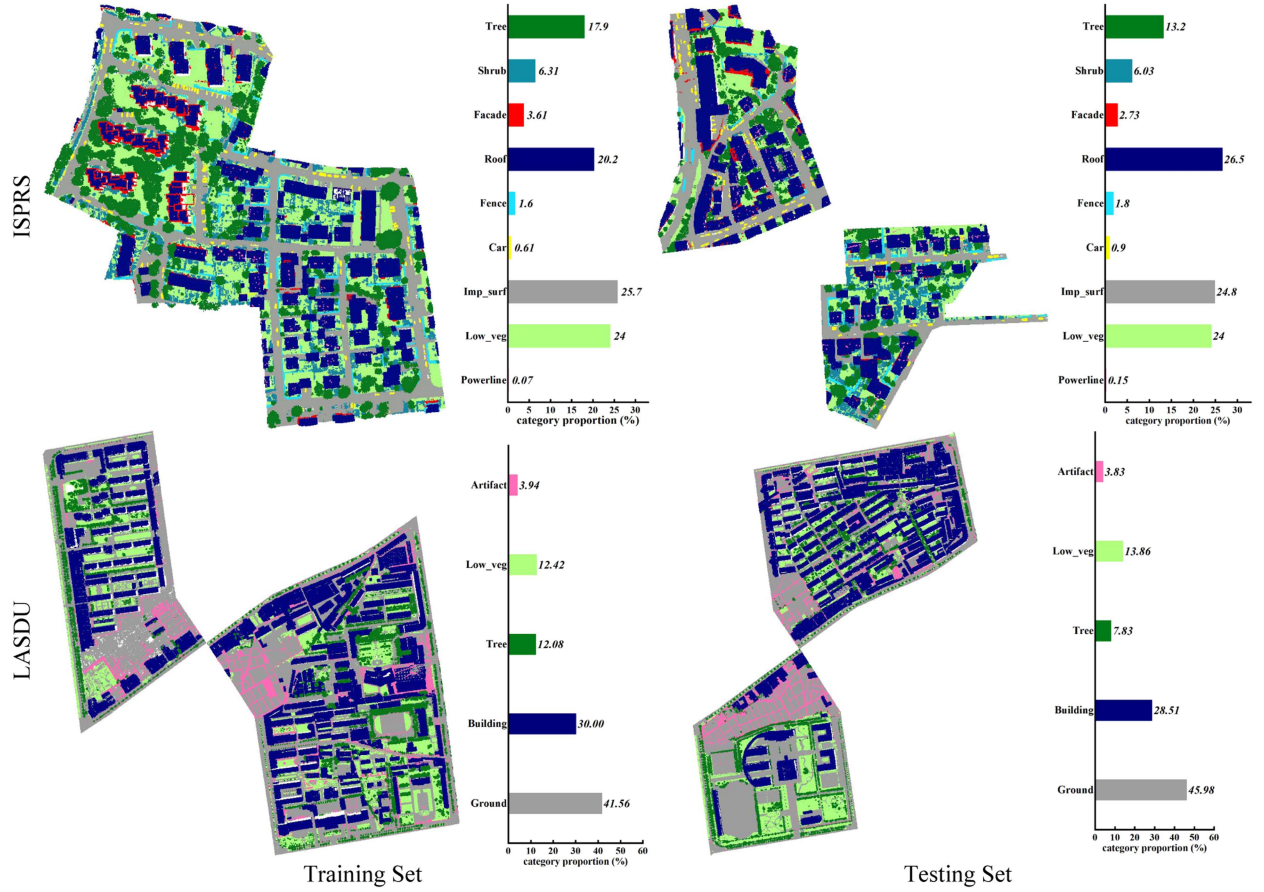 ISPRS
Tree 17.9
Shrub 6.31
Facade 3.61
Roof 20.2
Fence 1.6
Car 0.61
Imp_surf 25.7
Low_veg 24
Powerline 0.07
0 5 10 15 20 25 30
category proportion (%)
Tree 13.2
Shrub 6.03
Facade 2.73
Roof 26.5
Fence 1.8
Car 0.9
Imp_surf 24.8
Low_veg 24
Powerline 0.15
0 5 10 15 20 25 30
category proportion (%)
LASDU
Artifact 3.94
Low_veg 12.42
Tree 12.08
Building 30.00
Ground 41.56
0 10 20 30 40 50 60
category proportion (%)
Artifact 3.83
Low_veg 13.86
Tree 7.83
Building 28.51
Ground 45.98
0 10 20 30 40 50 60
category proportion (%)
Training Set
Testing Set